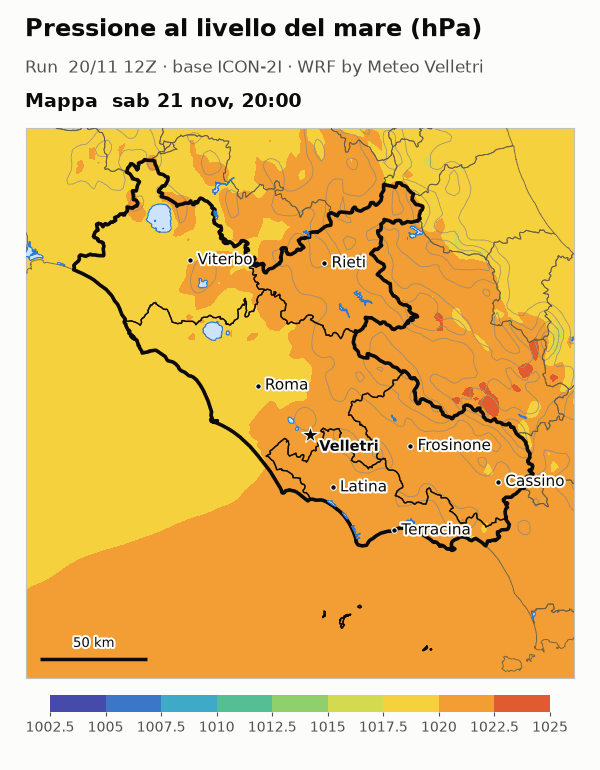 Pressione al livello del mare (hPa)
Run  20/11 12Z · base ICON-2I · WRF by Meteo Velletri
Mappa  sab 21 nov, 20:00
Viterbo
Rieti
Roma
Velletri
Frosinone
Cassino
Latina
Terracina
50 km
1002.5 1005 1007.5 1010 1012.5 1015 1017.5 1020 1022.5 1025